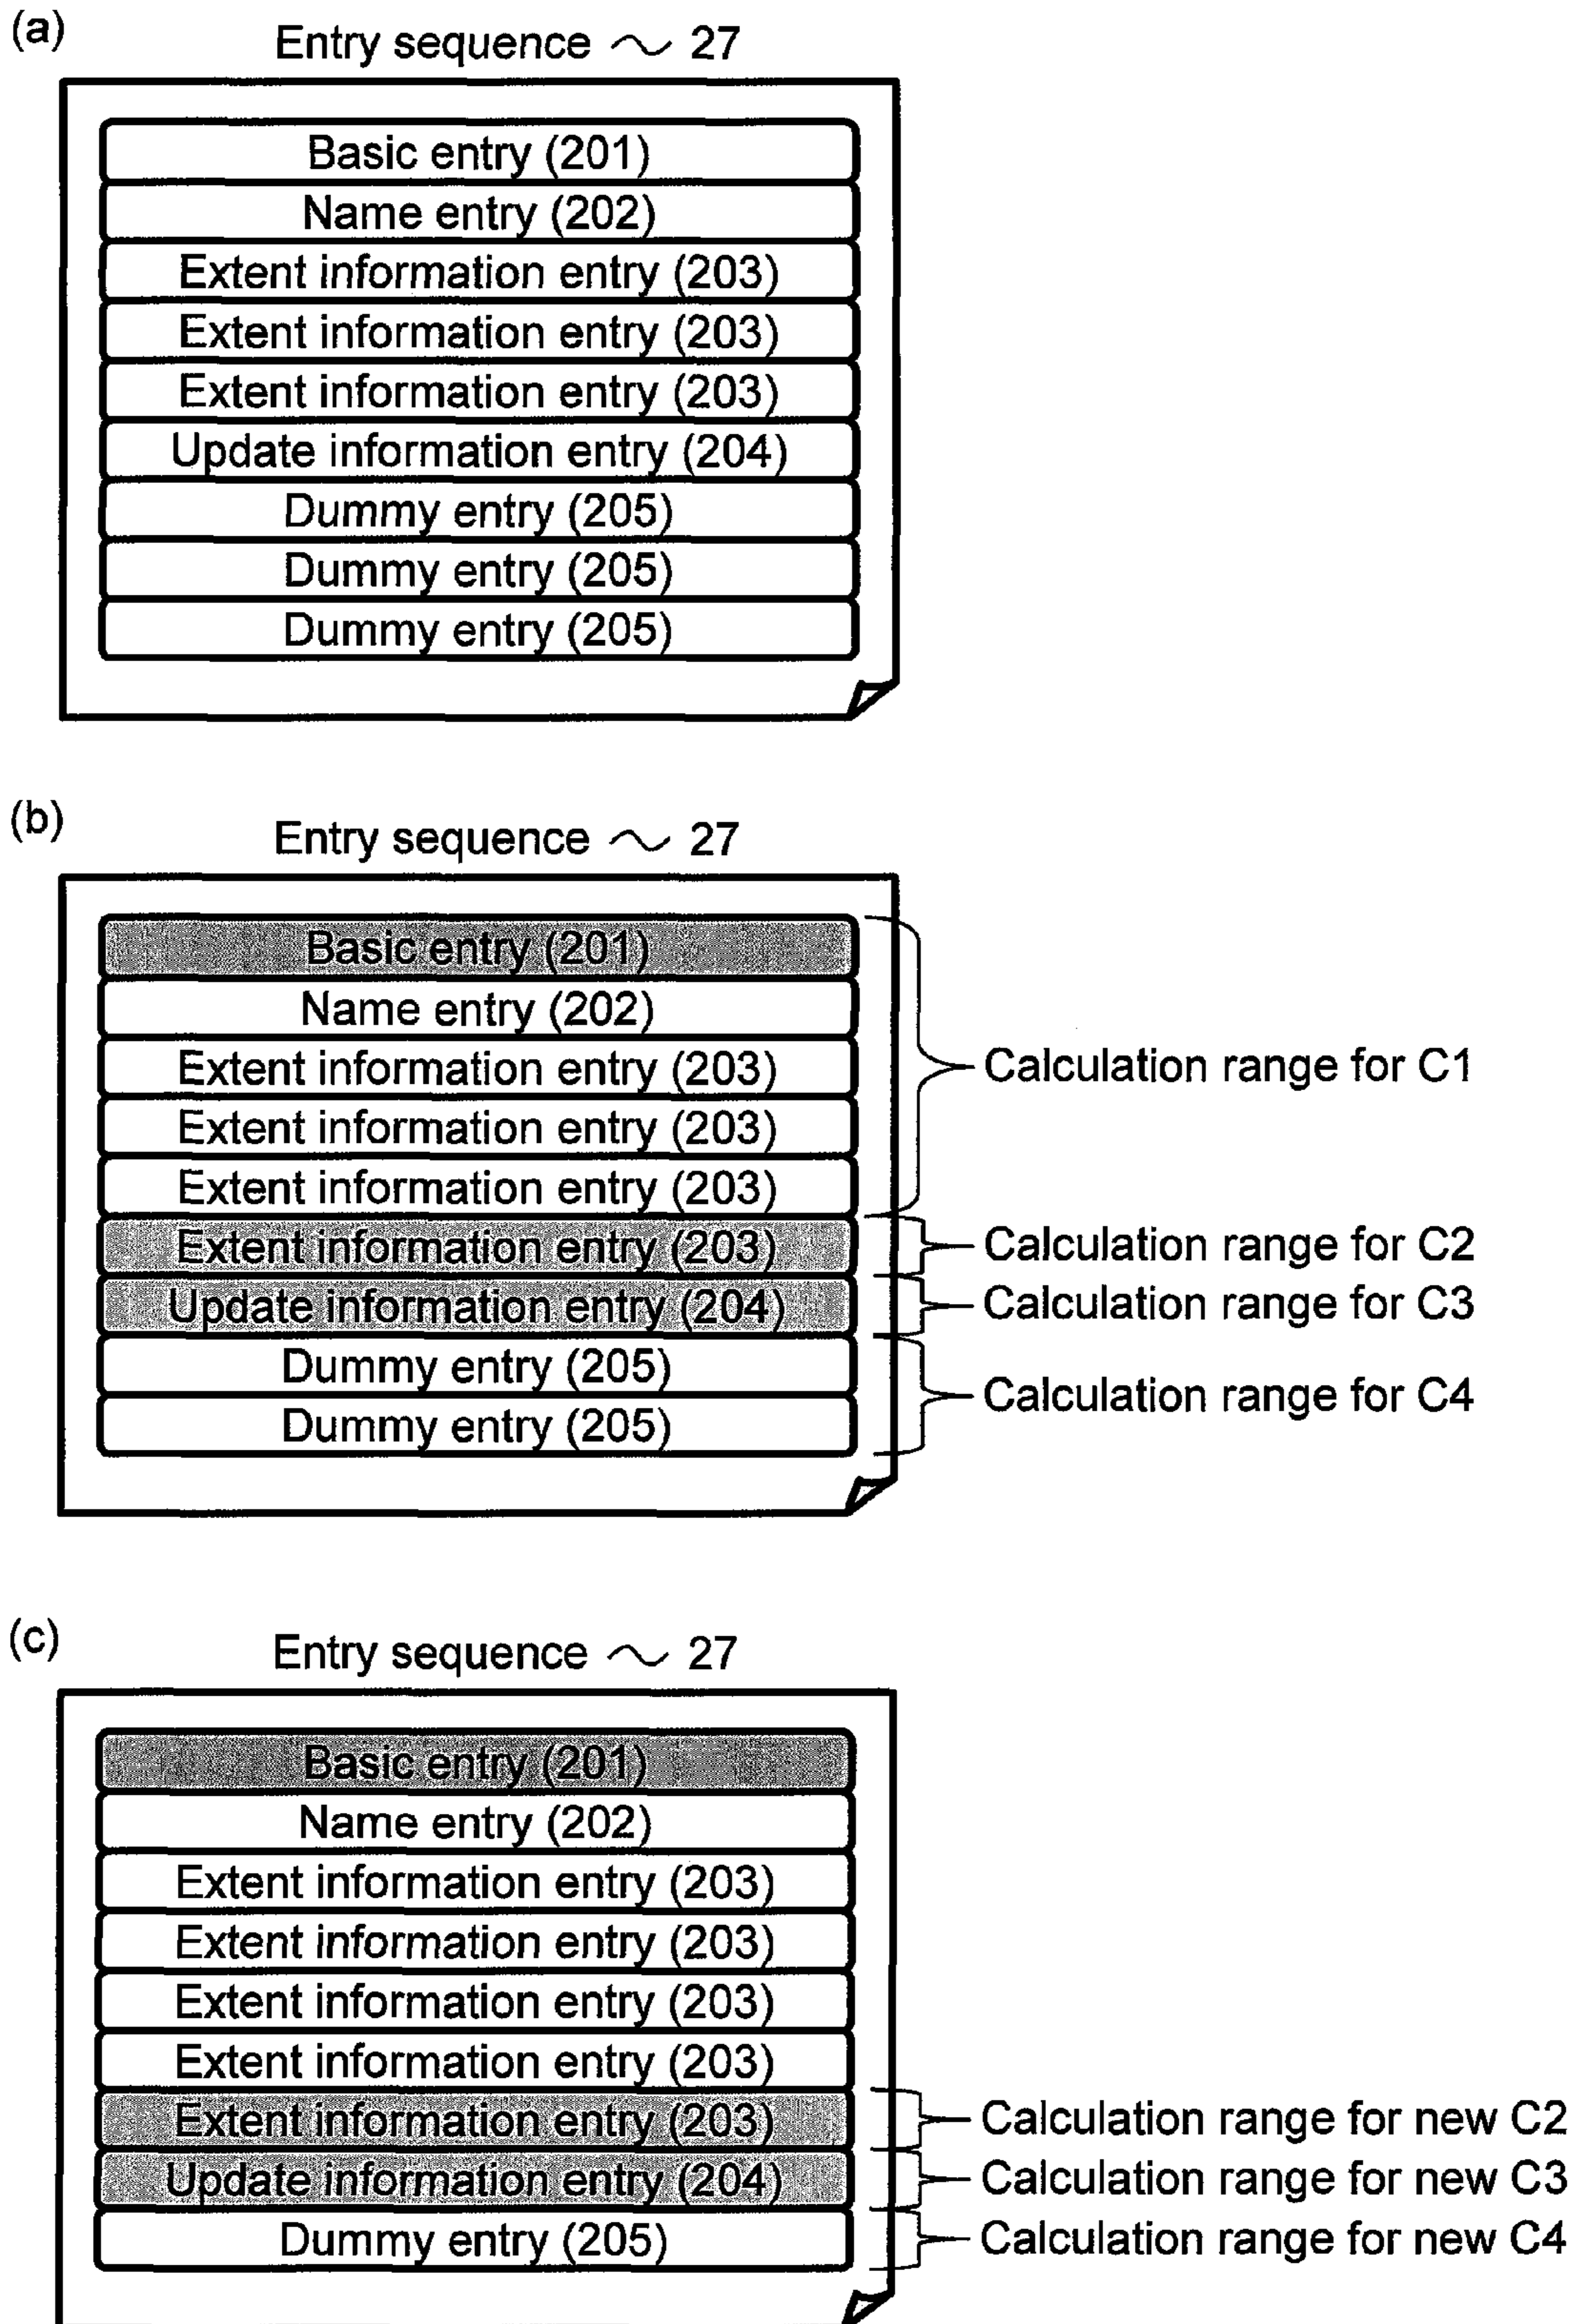 (a)
Entry sequence ~ 27
Basic entry (201)
Name entry (202)
Extent information entry (203)
Extent information entry (203)
Extent information entry (203)
Update information entry (204)
Dummy entry (205)
Dummy entry (205)
Dummy entry (205)
(b)
Entry sequence ~ 27
Basic entry (201)
Name entry (202)
Extent information entry (203)
Calculation range for C1
Extent information entry (203)
Extent information entry (203)
Extent information entry (203)
Calculation range for C2
Update information entry (204)
Calculation range for C3
Dummy entry (205)
Calculation range for C4
Dummy entry (205)
(c)
Entry sequence ~ 27
Basic entry (201)
Name entry (202)
Extent information entry (203)
Extent information entry (203)
Extent information entry (203)
Extent information entry (203)
Extent information entry (203)
Calculation range for new C2
Update information entry (204)
Calculation range for new C3
Dummy entry (205)
Calculation range for new C4